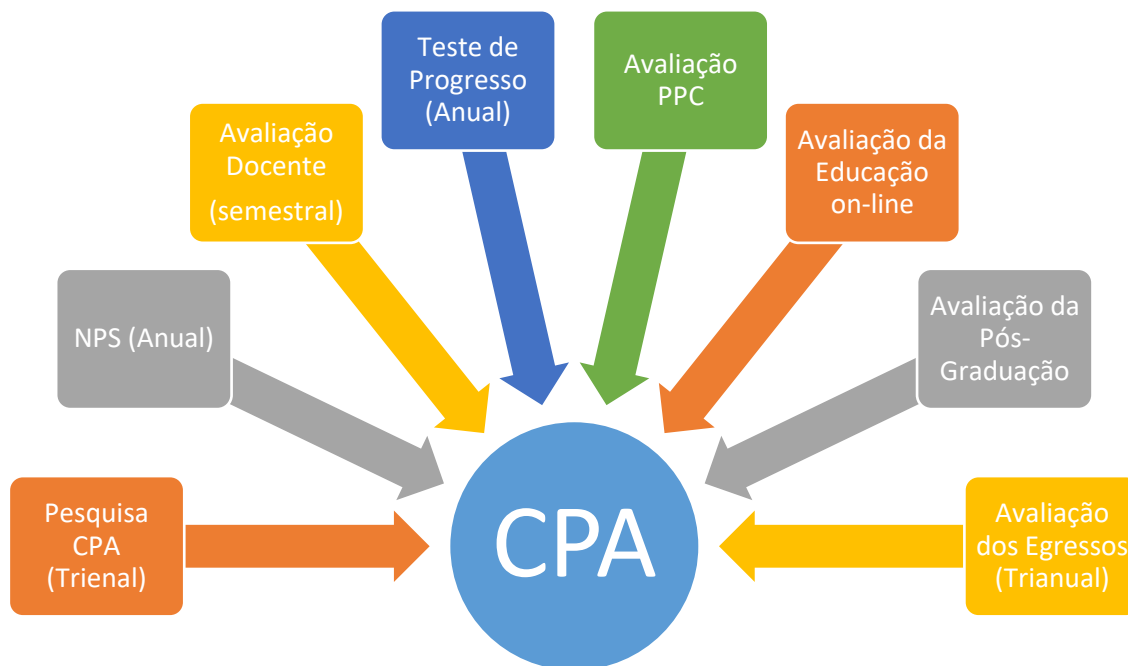 Pesquisa
CPA
(Trienal)
NPS (Anual)
Avaliação
Docente
(semestral)
Teste de
Progresso
(Anual)
Avaliação
PPC
Avaliação da
Educação
on-line
Avaliação da
Pós-
Graduação
Avaliação
dos Egressos
(Trianual)
CPA